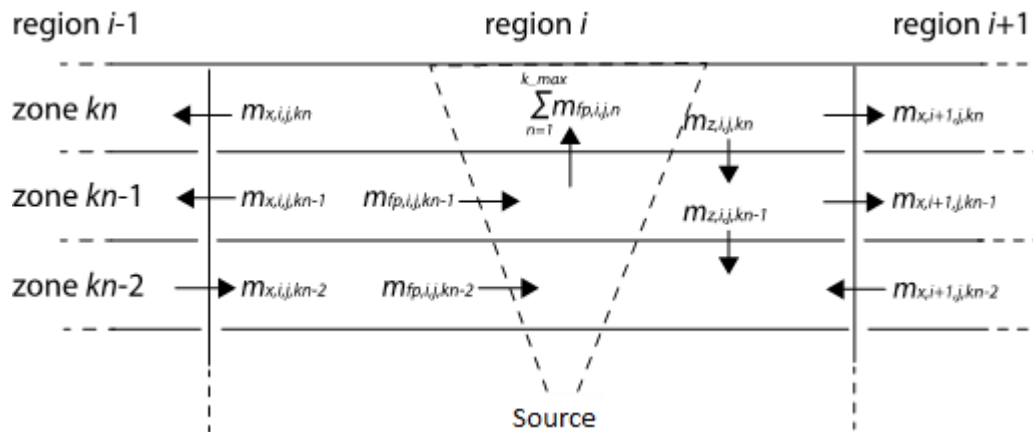 region i-1 region i region i+1
k_max
zone kn m_x,i,j,kn ∑m_fp,i,j,n m_z,i,j,kn m_x,i+1,j,kn
n=1
zone kn-1 m_x,i,j,kn-1 m_fp,i,j,kn-1 m_z,i,j,kn-1 m_x,i+1,j,kn-1
zone kn-2 m_x,i,j,kn-2 m_fp,i,j,kn-2 m_x,i+1,j,kn-2
Source